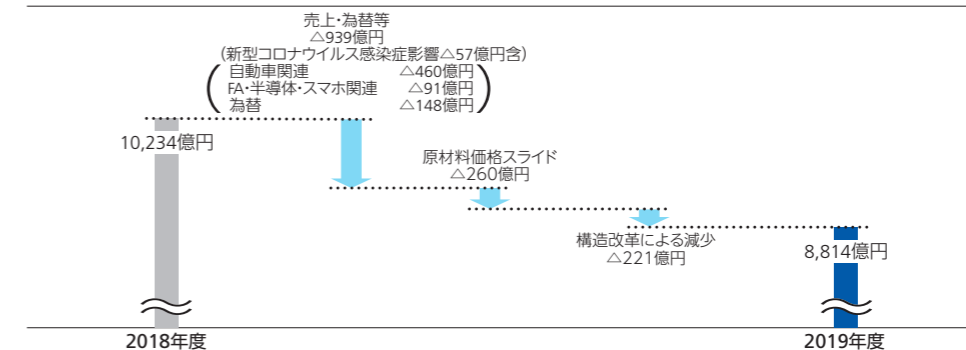 売上・為替等
△939億円
(新型コロナウイルス感染症影響△57億円含)
自動車関連 △460億円
FA・半導体・スマホ関連 △91億円
為替 △148億円
10,234億円
原材料価格スライド
△260億円
構造改革による減少
△221億円
8,814億円
2018年度 2019年度